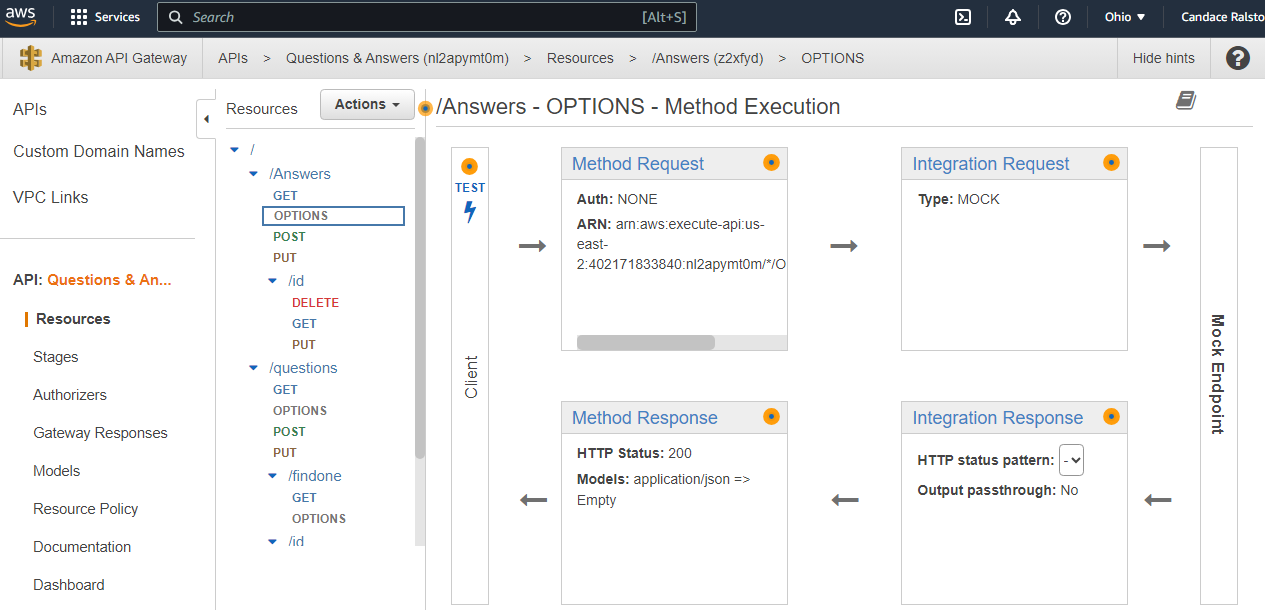 aws
Services
Search
[Alt+S]
Ohio
Candace Ralsto
Amazon API Gateway
APIs > Questions & Answers (nl2apymt0m) > Resources > /Answers (z2xfyd) > OPTIONS
Hide hints
?
APIs
Custom Domain Names
VPC Links
API: Questions & An...
Resources
Stages
Authorizers
Gateway Responses
Models
Resource Policy
Documentation
Dashboard
Resources
Actions
/
/Answers
GET
OPTIONS
POST
PUT
/id
DELETE
GET
PUT
/questions
GET
OPTIONS
POST
PUT
/findone
GET
OPTIONS
/id
/Answers - OPTIONS - Method Execution
TEST
Client
Method Request
Auth: NONE
ARN: arn:aws:execute-api:us-
east-
2:402171833840:nl2apymt0m/*/O
Integration Request
Type: MOCK
Mock Endpoint
Method Response
HTTP Status: 200
Models: application/json =>
Empty
Integration Response
HTTP status pattern: -
Output passthrough: No